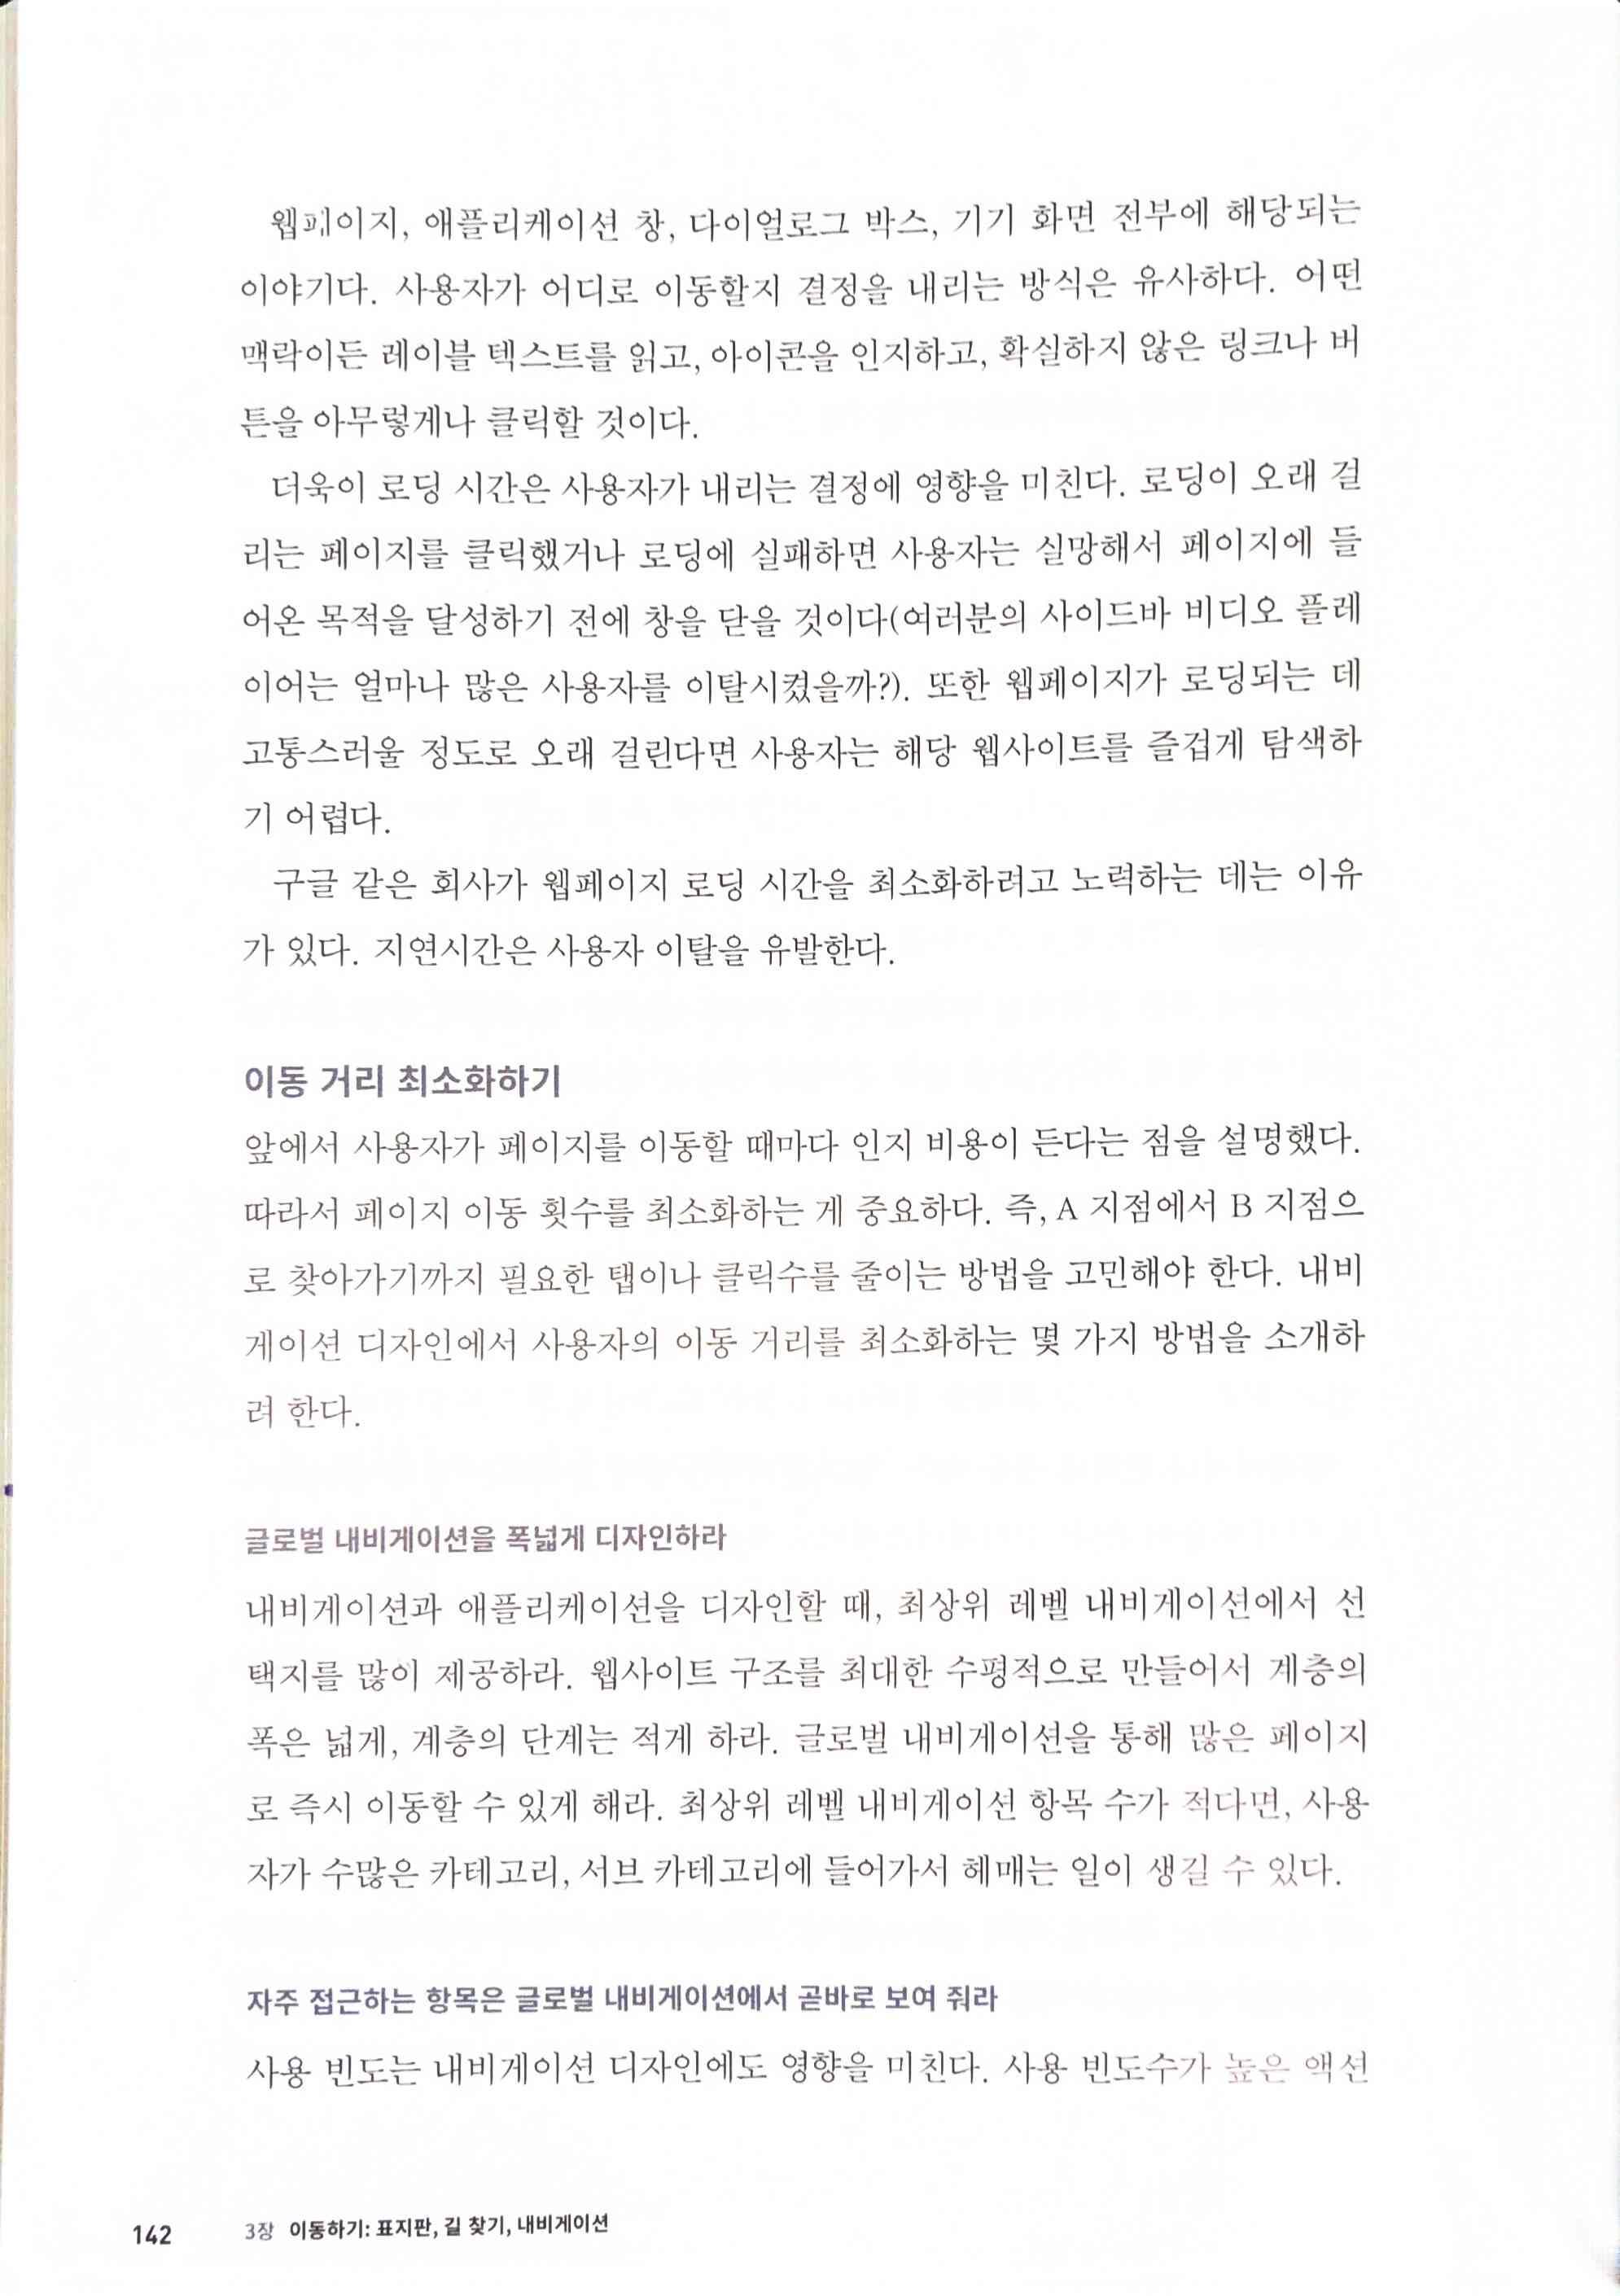 웹페이지, 애플리케이션 창, 다이얼로그 박스, 기기 화면 전부에 해당되는
이야기다. 사용자가 어디로 이동할지 결정을 내리는 방식은 유사하다. 어떤
맥락이든 레이블 텍스트를 읽고, 아이콘을 인지하고, 확실하지 않은 링크나 버
튼을 아무렇게나 클릭할 것이다.
더욱이 로딩 시간은 사용자가 내리는 결정에 영향을 미친다. 로딩이 오래 걸
리는 페이지를 클릭했거나 로딩에 실패하면 사용자는 실망해서 페이지에 들
어온 목적을 달성하기 전에 창을 닫을 것이다(여러분의 사이드바 비디오 플레
이어는 얼마나 많은 사용자를 이탈시켰을까?). 또한 웹페이지가 로딩되는 데
고통스러울 정도로 오래 걸린다면 사용자는 해당 웹사이트를 즐겁게 탐색하
기 어렵다.
구글 같은 회사가 웹페이지 로딩 시간을 최소화하려고 노력하는 데는 이유
가 있다. 지연시간은 사용자 이탈을 유발한다.
이동 거리 최소화하기
앞에서 사용자가 페이지를 이동할 때마다 인지 비용이 든다는 점을 설명했다.
따라서 페이지 이동 횟수를 최소화하는 게 중요하다. 즉, A 지점에서 B 지점으
로 찾아가기까지 필요한 탭이나 클릭수를 줄이는 방법을 고민해야 한다. 내비
게이션 디자인에서 사용자의 이동 거리를 최소화하는 몇 가지 방법을 소개하
려 한다.
글로벌 내비게이션을 폭넓게 디자인하라
내비게이션과 애플리케이션을 디자인할 때, 최상위 레벨 내비게이션에서 선
택지를 많이 제공하라. 웹사이트 구조를 최대한 수평적으로 만들어서 계층의
폭은 넓게, 계층의 단계는 적게 하라. 글로벌 내비게이션을 통해 많은 페이지
로 즉시 이동할 수 있게 해라. 최상위 레벨 내비게이션 항목 수가 적다면, 사용
자가 수많은 카테고리, 서브 카테고리에 들어가서 헤매는 일이 생길 수 있다.
자주 접근하는 항목은 글로벌 내비게이션에서 곧바로 보여 줘라
사용 빈도는 내비게이션 디자인에도 영향을 미친다. 사용 빈도수가 높은 액션
142 3장 이동하기: 표지판, 길 찾기, 내비게이션